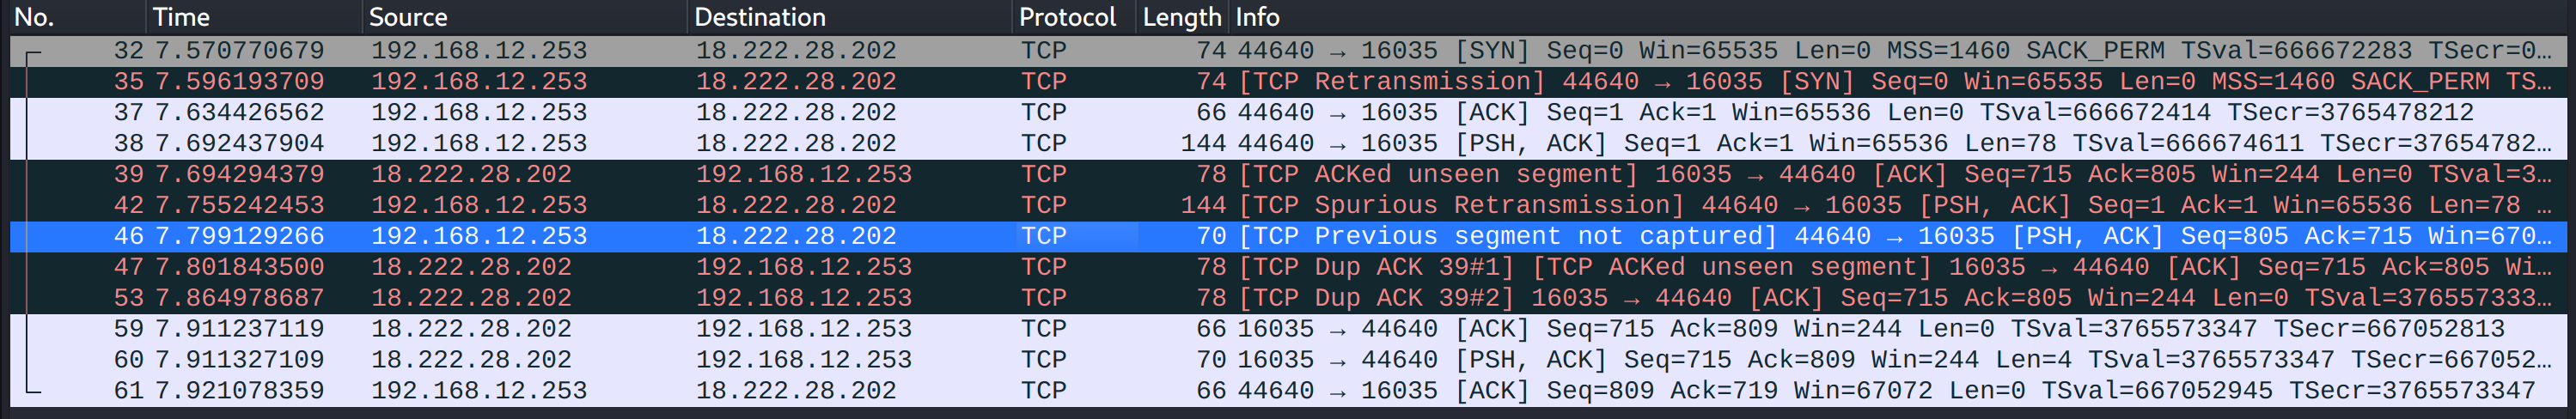 No. Time Source Destination Protocol Length Info
32 7.570770679 192.168.12.253 18.222.28.202 TCP 74 44640 → 16035 [SYN] Seq=0 Win=65535 Len=0 MSS=1460 SACK_PERM TSval=666672283 TSecr=0…
35 7.596193709 192.168.12.253 18.222.28.202 TCP 74 [TCP Retransmission] 44640 → 16035 [SYN] Seq=0 Win=65535 Len=0 MSS=1460 SACK_PERM TS…
37 7.634426562 192.168.12.253 18.222.28.202 TCP 66 44640 → 16035 [ACK] Seq=1 Ack=1 Win=65536 Len=0 TSval=666672414 TSecr=3765478212
38 7.692437904 192.168.12.253 18.222.28.202 TCP 144 44640 → 16035 [PSH, ACK] Seq=1 Ack=1 Win=65536 Len=78 TSval=666674611 TSecr=37654782…
39 7.694294379 18.222.28.202 192.168.12.253 TCP 78 [TCP ACKed unseen segment] 16035 → 44640 [ACK] Seq=715 Ack=805 Win=244 Len=0 TSval=3…
42 7.755242453 192.168.12.253 18.222.28.202 TCP 144 [TCP Spurious Retransmission] 44640 → 16035 [PSH, ACK] Seq=1 Ack=1 Win=65536 Len=78 …
46 7.799129266 192.168.12.253 18.222.28.202 TCP 70 [TCP Previous segment not captured] 44640 → 16035 [PSH, ACK] Seq=805 Ack=715 Win=670…
47 7.801843500 18.222.28.202 192.168.12.253 TCP 78 [TCP Dup ACK 39#1] [TCP ACKed unseen segment] 16035 → 44640 [ACK] Seq=715 Ack=805 Wi…
53 7.864978687 18.222.28.202 192.168.12.253 TCP 78 [TCP Dup ACK 39#2] 16035 → 44640 [ACK] Seq=715 Ack=805 Win=244 Len=0 TSval=376557333…
59 7.911237119 18.222.28.202 192.168.12.253 TCP 66 16035 → 44640 [ACK] Seq=715 Ack=809 Win=244 Len=0 TSval=3765573347 TSecr=667052813
60 7.911327109 18.222.28.202 192.168.12.253 TCP 70 16035 → 44640 [PSH, ACK] Seq=715 Ack=809 Win=244 Len=4 TSval=3765573347 TSecr=667052…
61 7.921078359 192.168.12.253 18.222.28.202 TCP 66 44640 → 16035 [ACK] Seq=809 Ack=719 Win=67072 Len=0 TSval=667052945 TSecr=3765573347